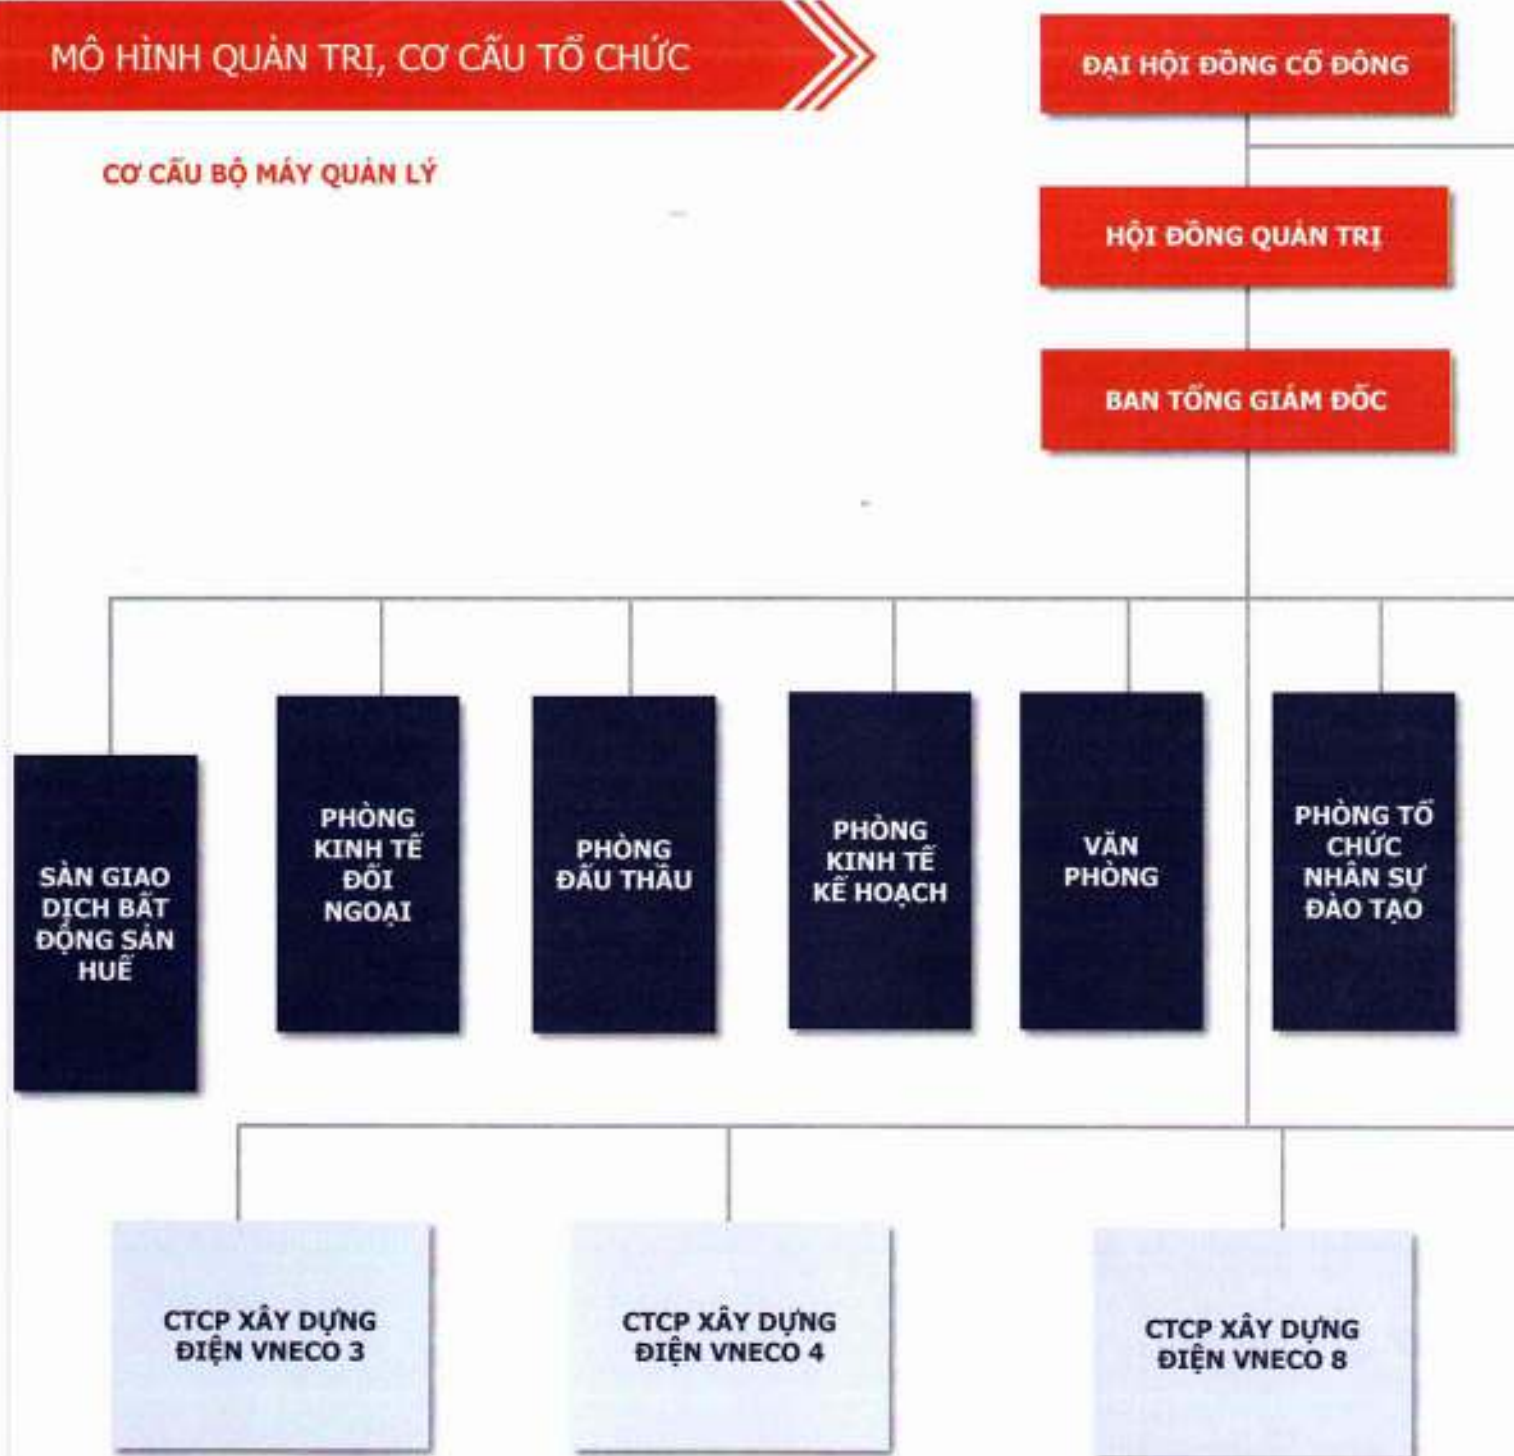 MÔ HÌNH QUẢN TRỊ, CƠ CẤU TỔ CHỨC
CƠ CẤU BỘ MÁY QUẢN LÝ
ĐẠI HỘI ĐỒNG CỔ ĐÔNG
HỘI ĐỒNG QUẢN TRỊ
BAN TỔNG GIÁM ĐỐC
SÀN GIAO
DỊCH BẤT
ĐỘNG SẢN
HUẾ
PHÒNG
KINH TẾ
ĐỐI
NGOẠI
PHÒNG
ĐẤU THẦU
PHÒNG
KINH TẾ
KẾ HOẠCH
VĂN
PHÒNG
PHÒNG TỔ
CHỨC
NHÂN SỰ
ĐÀO TẠO
CTCP XÂY DỰNG
ĐIỆN VNECO 3
CTCP XÂY DỰNG
ĐIỆN VNECO 4
CTCP XÂY DỰNG
ĐIỆN VNECO 8